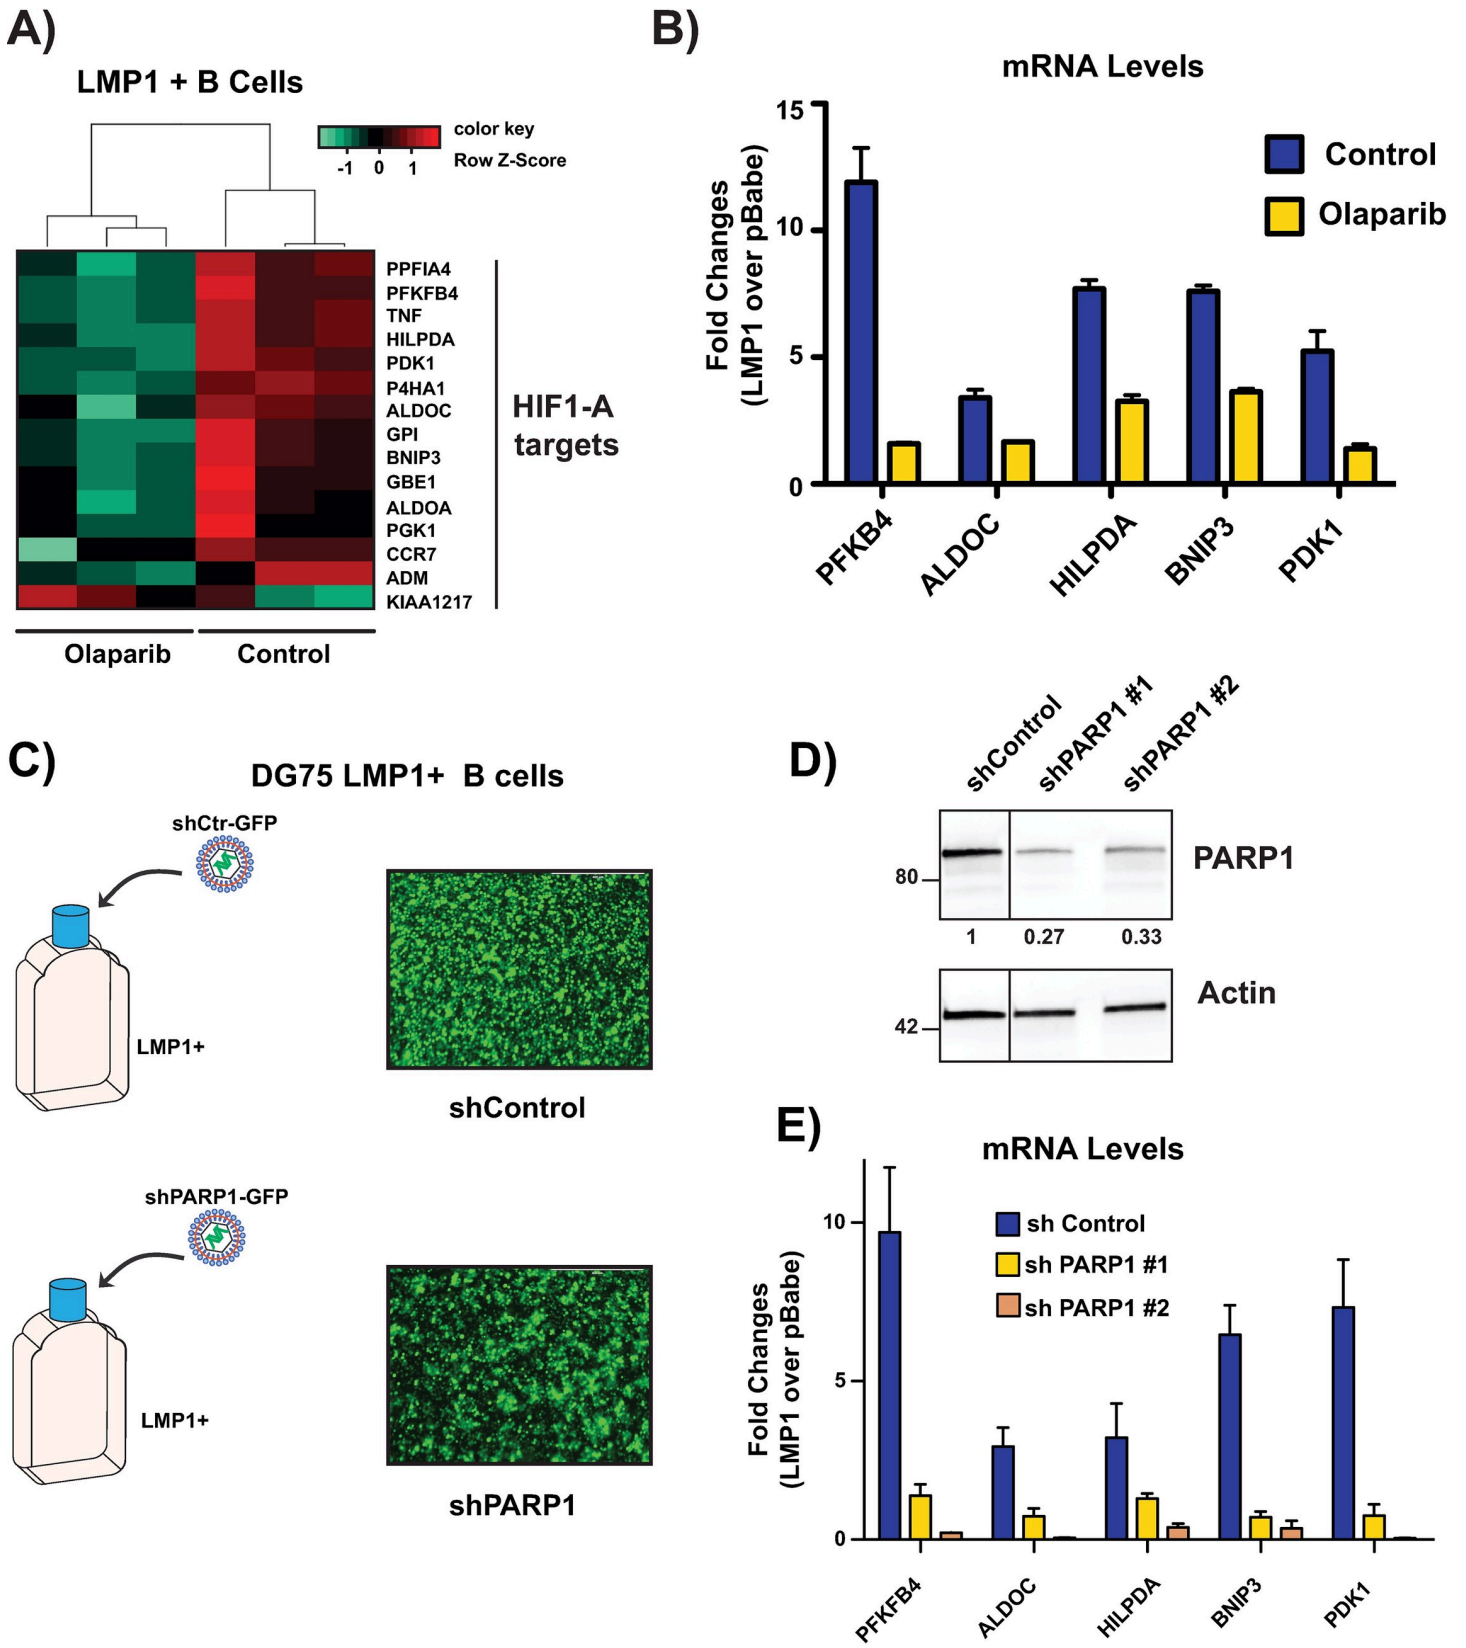 A)
LMP1 + B Cells
color key
-1 0 1
Row Z-Score
PPFIA4
PFKFB4
TNF
HILPDA
PDK1
P4HA1
ALDOC
GPI
BNIP3
GBE1
ALDOA
PGK1
CCR7
ADM
KIAA1217
HIF1-A
targets
Olaparib
Control
B)
mRNA Levels
Fold Changes
(LMP1 over pBabe)
15
10
5
0
Control
Olaparib
PFKB4
ALDOC
HILPDA
BNIP3
PDK1
C)
DG75 LMP1+ B cells
shCtr-GFP
LMP1+
shControl
shPARP1-GFP
LMP1+
shPARP1
D)
shControl
shPARP1 #1
shPARP1 #2
80
PARP1
1 0.27 0.33
42
Actin
E)
mRNA Levels
Fold Changes
(LMP1 over pBabe)
10
5
0
sh Control
sh PARP1 #1
sh PARP1 #2
PFKFB4
ALDOC
HILPDA
BNIP3
PDK1